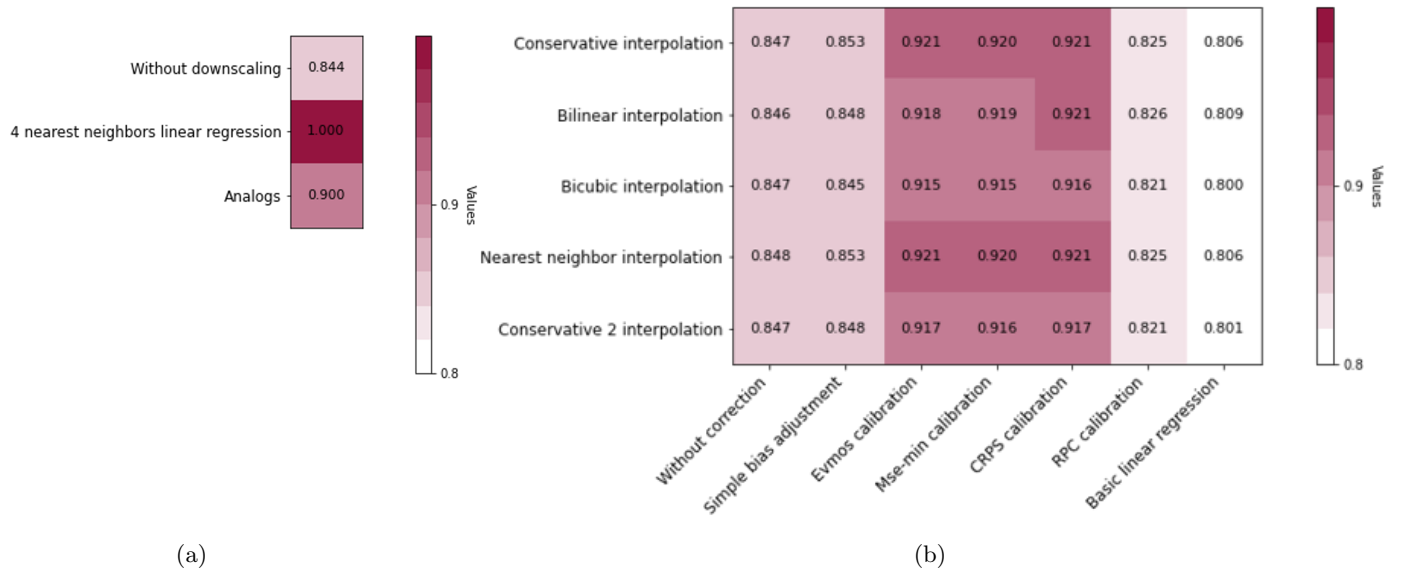 Without downscaling 0.844
4 nearest neighbors linear regression 1.000
Analogs 0.900
0.9
Values
0.8
(a)
Conservative interpolation 0.847 0.853 0.921 0.920 0.921 0.825 0.806
Bilinear interpolation 0.846 0.848 0.918 0.919 0.921 0.826 0.809
Bicubic interpolation 0.847 0.845 0.915 0.915 0.916 0.821 0.800
Nearest neighbor interpolation 0.848 0.853 0.921 0.920 0.921 0.825 0.806
Conservative 2 interpolation 0.847 0.848 0.917 0.916 0.917 0.821 0.801
Without correction
Simple bias adjustment
Evmos calibration
Mse-min calibration
CRPS calibration
RPC calibration
Basic linear regression
0.9
Values
0.8
(b)